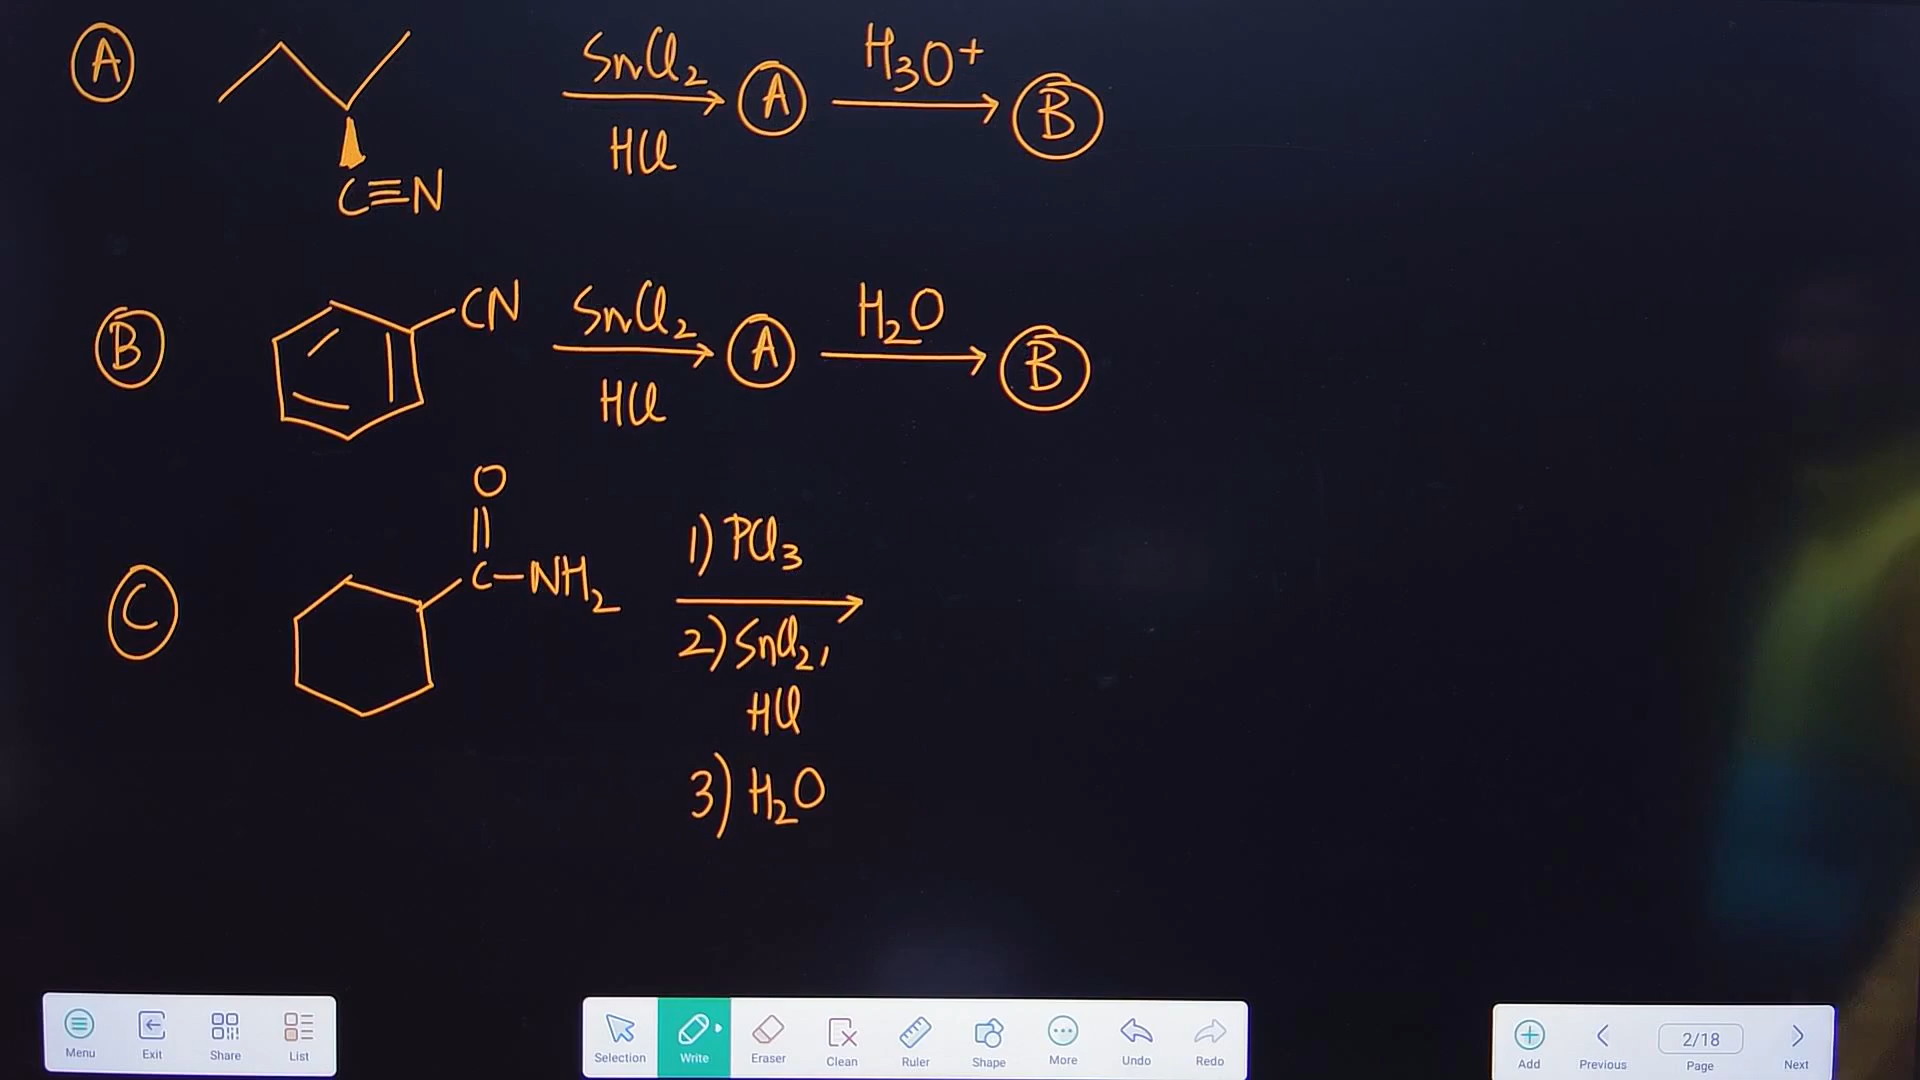 A
SnCl2
HCl
A
H3O+
B
C≡N
B
CN
SnCl2
HCl
A
H2O
B
C
O
C-NH2
1) PCl3
2) SnCl2,
HCl
3) H2O
Menu
Exit
Share
List
Selection
Write
Eraser
Clean
Ruler
Shape
More
Undo
Redo
Add
Previous
2/18
Page
Next